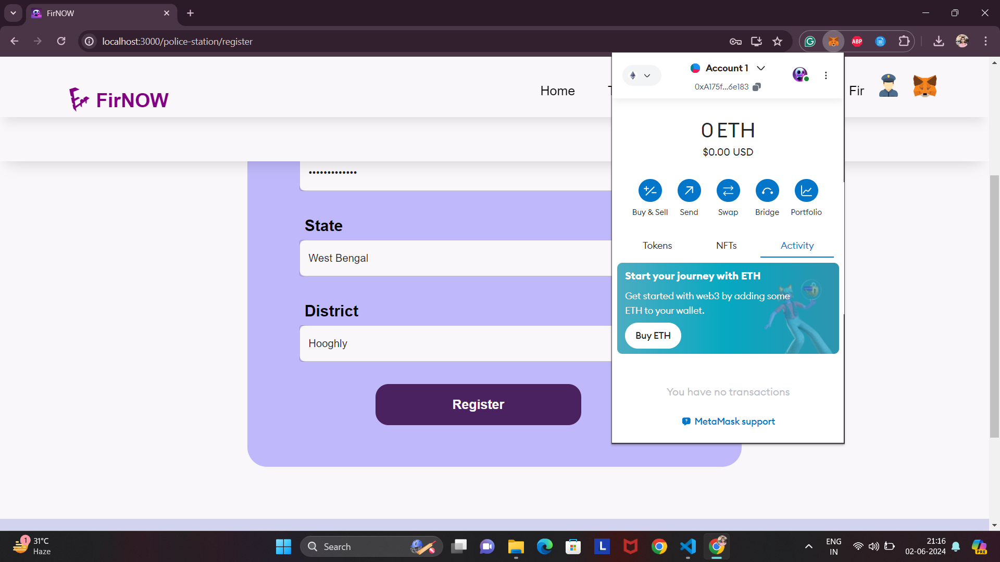 FirNOW
localhost:3000/police-station/register
ABP
FirNOW
Home
Fir
Account 1
0xA175f...6e183
0 ETH
$0.00 USD
Buy & Sell
Send
Swap
Bridge
Portfolio
Tokens
NFTs
Activity
Start your journey with ETH
Get started with web3 by adding some
ETH to your wallet.
Buy ETH
You have no transactions
MetaMask support
•••••••••••••
State
West Bengal
District
Hooghly
Register
1
31°C
Haze
Search
L
ENG
IN
21:16
02-06-2024
PRE